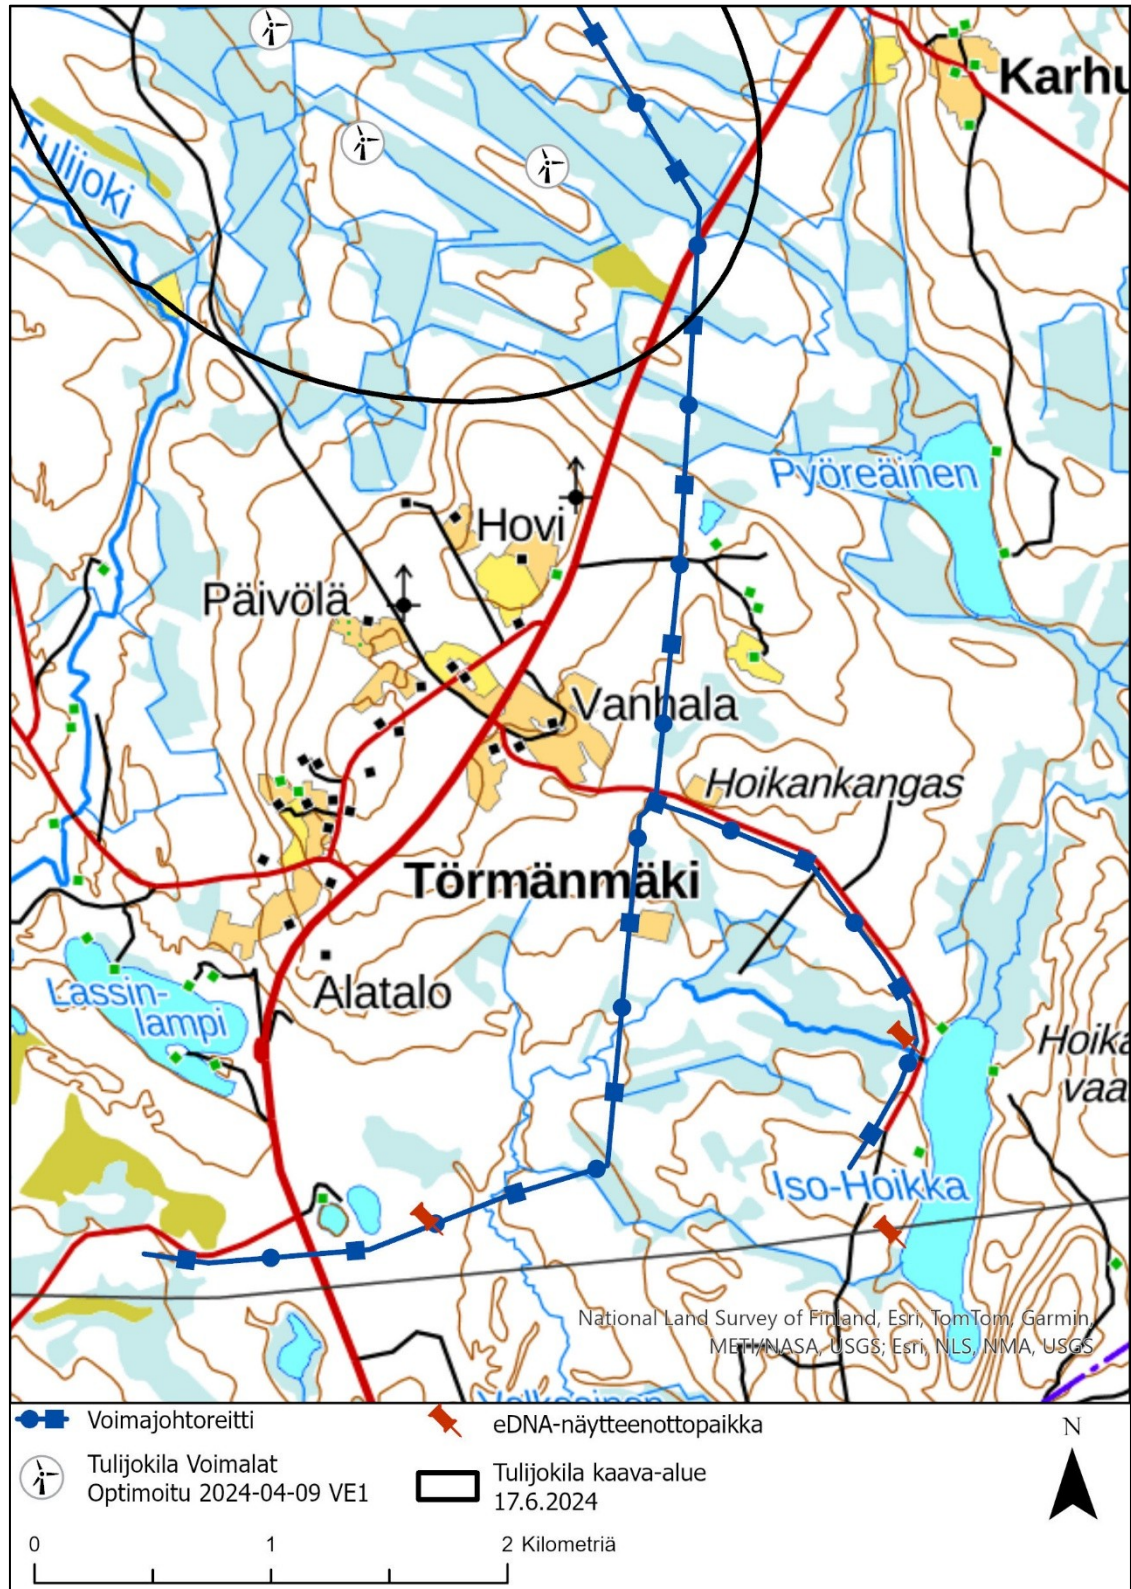 Karhu
Tulijoki
Pyöreäinen
Hovi
Päivölä
Vanhala
Hoikankangas
Törmänmäki
Alatalo
Lassin-
lampi
Hoika
vaa
Iso-Hoikka
National Land Survey of Finland, Esri, TomTom, Garmin,
METI/NASA, USGS; Esri, NLS, NMA, USGS
Voimajohtoreitti
eDNA-näytteenottopaikka
N
Tulijokila Voimalat
Optimoitu 2024-04-09 VE1
Tulijokila kaava-alue
17.6.2024
0 1 2 Kilometriä